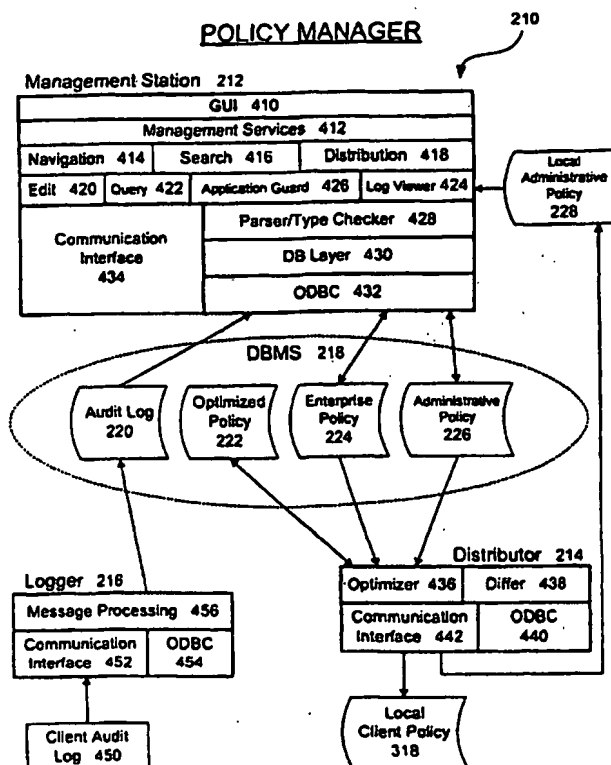 POLICY MANAGER
210
Management Station 212
GUI 410
Management Services 412
Navigation 414
Search 416
Distribution 418
Edit 420
Query 422
Application Guard 426
Log Viewer 424
Local
Administrative
Policy
228
Communication
Interface
434
Parser/Type Checker 428
DB Layer 430
ODBC 432
DBMS 218
Audit Log
220
Optimized
Policy
222
Enterprise
Policy
224
Administrative
Policy
226
Logger 216
Message Processing 456
Communication
Interface 452
ODBC
454
Client Audit
Log 450
Distributor 214
Optimizer 436
Differ 438
Communication
Interface 442
ODBC
440
Local
Client Policy
318